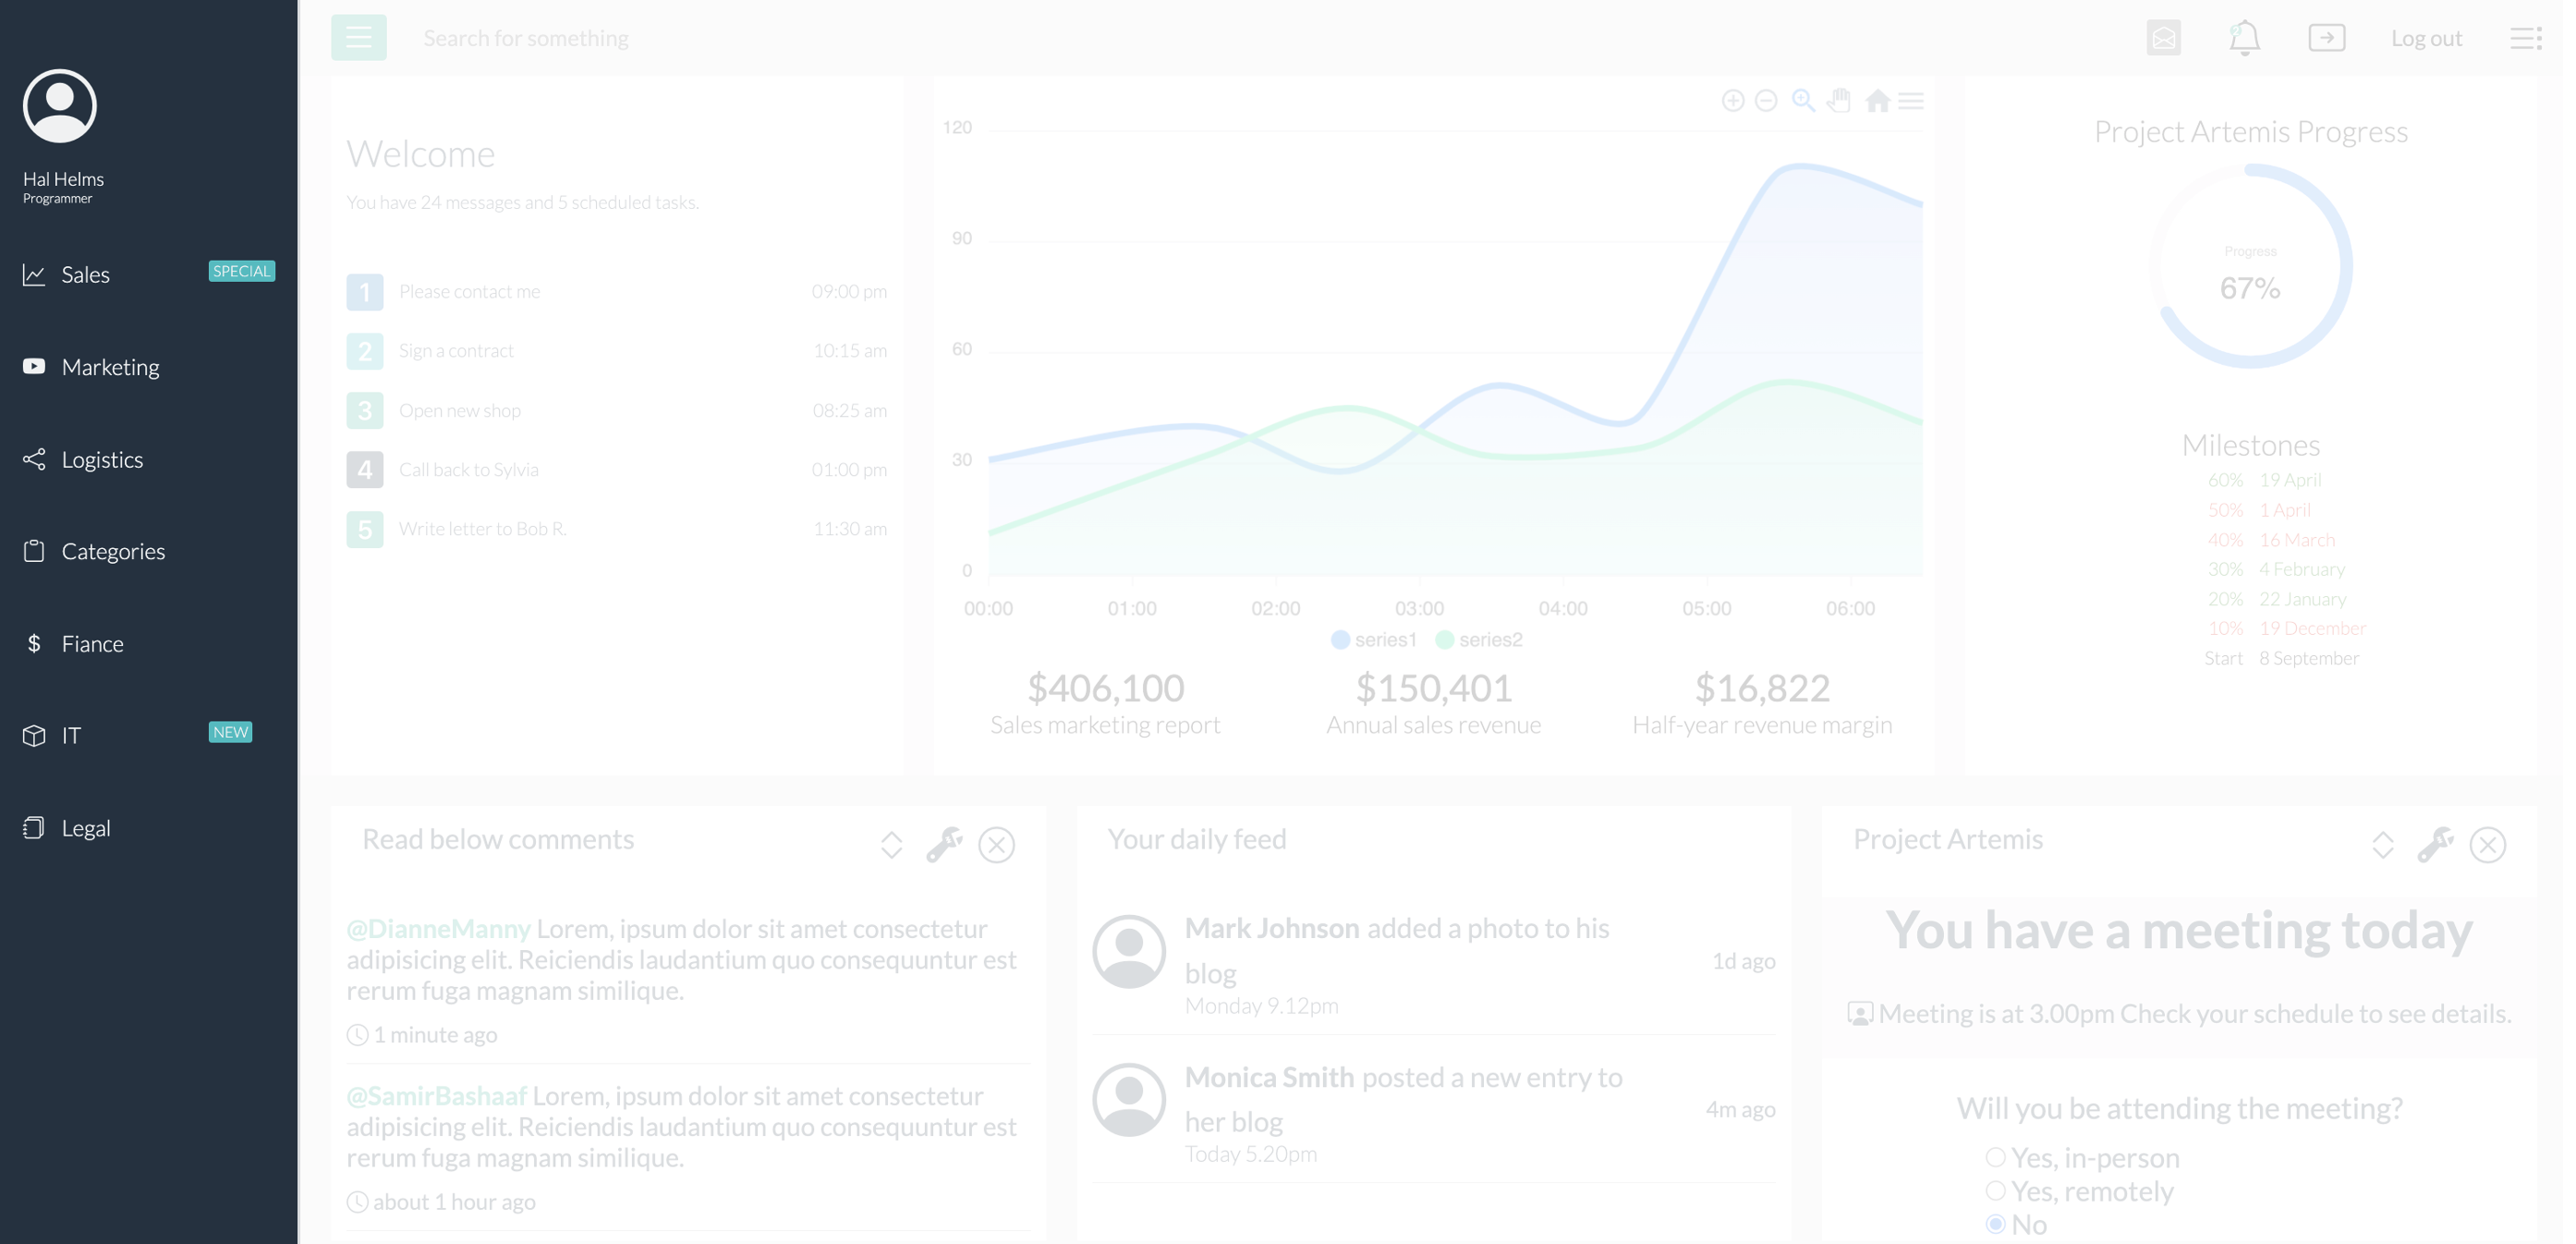 Hal Helms
Programmer
Sales SPECIAL
Marketing
Logistics
Categories
Fiance
IT NEW
Legal
Search for something
2
Log out
Welcome
You have 24 messages and 5 scheduled tasks.
1 Please contact me 09:00 pm
2 Sign a contract 10:15 am
3 Open new shop 08:25 am
4 Call back to Sylvia 01:00 pm
5 Write letter to Bob R. 11:30 am
120
90
60
30
0
00:00 01:00 02:00 03:00 04:00 05:00 06:00
series1 series2
$406,100
Sales marketing report
$150,401
Annual sales revenue
$16,822
Half-year revenue margin
Project Artemis Progress
Progress
67%
Milestones
60% 19 April
50% 1 April
40% 16 March
30% 4 February
20% 22 January
10% 19 December
Start 8 September
Read below comments
@DianneManny Lorem, ipsum dolor sit amet consectetur
adipisicing elit. Reiciendis laudantium quo consequuntur est
rerum fuga magnam similique.
1 minute ago
@SamirBashaaf Lorem, ipsum dolor sit amet consectetur
adipisicing elit. Reiciendis laudantium quo consequuntur est
rerum fuga magnam similique.
about 1 hour ago
Your daily feed
Mark Johnson added a photo to his
blog
Monday 9.12pm
1d ago
Monica Smith posted a new entry to
her blog
Today 5.20pm
4m ago
Project Artemis
You have a meeting today
Meeting is at 3.00pm Check your schedule to see details.
Will you be attending the meeting?
Yes, in-person
Yes, remotely
No